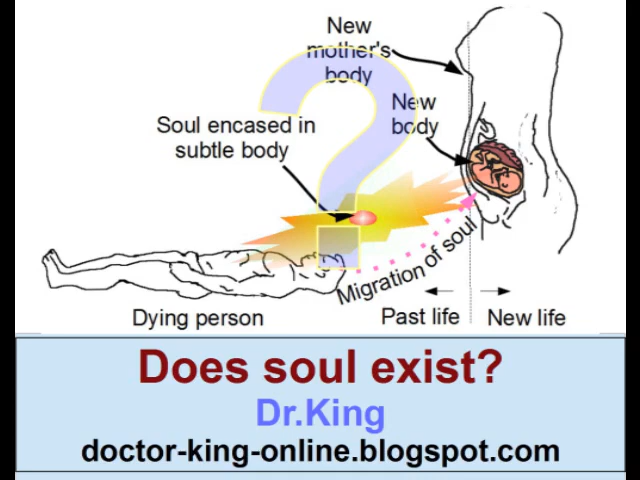 New
mother's
body
New
body
Soul encased in
subtle body
Migration of soul
Dying person
Past life
New life
Does soul exist?
Dr.King
doctor-king-online.blogspot.com
?